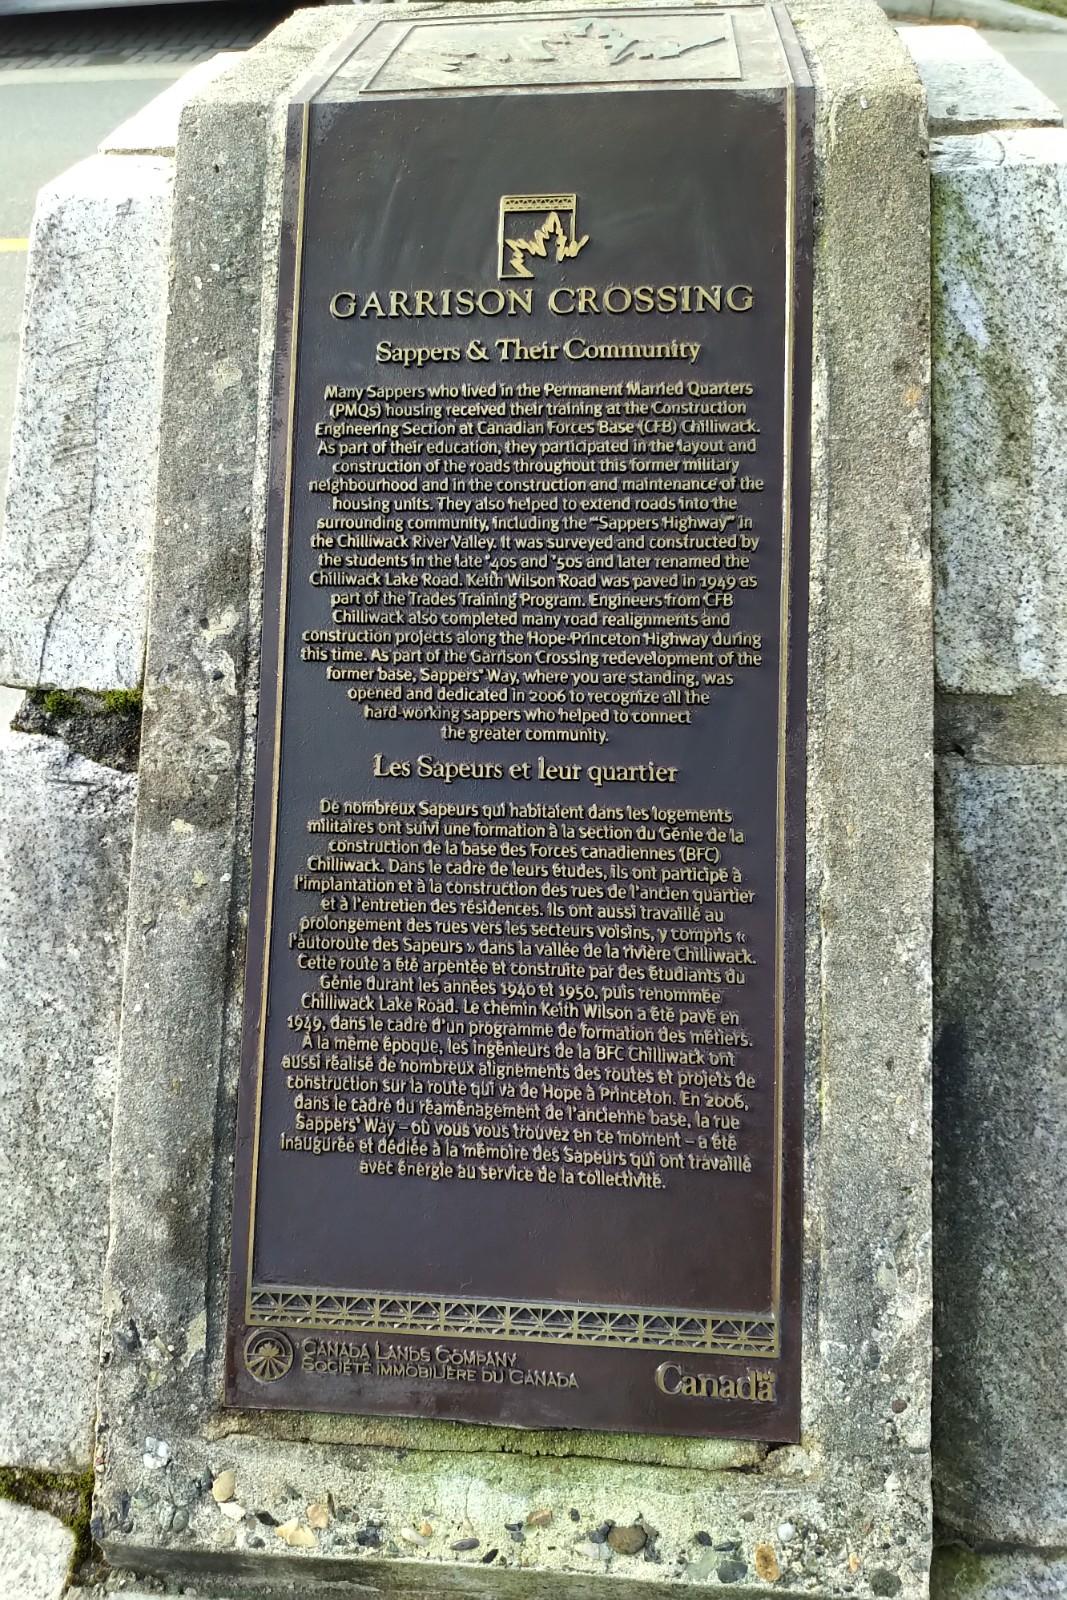 GARRISON CROSSING
Sappers & Their Community
Many Sappers who lived in the Permanent Married Quarters
(PMQs) housing received their training at the Construction
Engineering Section at Canadian Forces Base (CFB) Chilliwack.
As part of their education, they participated in the layout and
construction of the roads throughout this former military
neighbourhood and in the construction and maintenance of the
housing units. They also helped to extend roads into the
surrounding community, including the "Sappers Highway" in
the Chilliwack River Valley. It was surveyed and constructed by
the students in the late '40s and '50s and later renamed the
Chilliwack Lake Road. Keith Wilson Road was paved in 1949 as
part of the Trades Training Program. Engineers from CFB
Chilliwack also completed many road realignments and
construction projects along the Hope-Princeton Highway during
this time. As part of the Garrison Crossing redevelopment of the
former base, Sappers' Way, where you are standing, was
opened and dedicated in 2006 to recognize all the
hard-working sappers who helped to connect
the greater community.
Les Sapeurs et leur quartier
De nombreux Sapeurs qui habitaient dans les logements
militaires ont suivi une formation à la section du Génie de la
construction de la base des Forces canadiennes (BFC)
Chilliwack. Dans le cadre de leurs études, ils ont participé à
l'implantation et à la construction des rues de l'ancien quartier
et à l'entretien des résidences. Ils ont aussi travaillé au
prolongement des rues vers les secteurs voisins, y compris «
l'autoroute des Sapeurs » dans la vallée de la rivière Chilliwack.
Cette route a été arpentée et construite par des étudiants du
Génie durant les années 1940 et 1950, puis renommée
Chilliwack Lake Road. Le chemin Keith Wilson a été pavé en
1949, dans le cadre d'un programme de formation des métiers.
À la même époque, les ingénieurs de la BFC Chilliwack ont
aussi réalisé de nombreux alignements des routes et projets de
construction sur la route qui va de Hope à Princeton. En 2006,
dans le cadre du réaménagement de l'ancienne base, la rue
Sappers' Way – où vous vous trouvez en ce moment – a été
inaugurée et dédiée à la mémoire des Sapeurs qui ont travaillé
avec énergie au service de la collectivité.
CANADA LANDS COMPANY
SOCIÉTÉ IMMOBILIÈRE DU CANADA
Canada